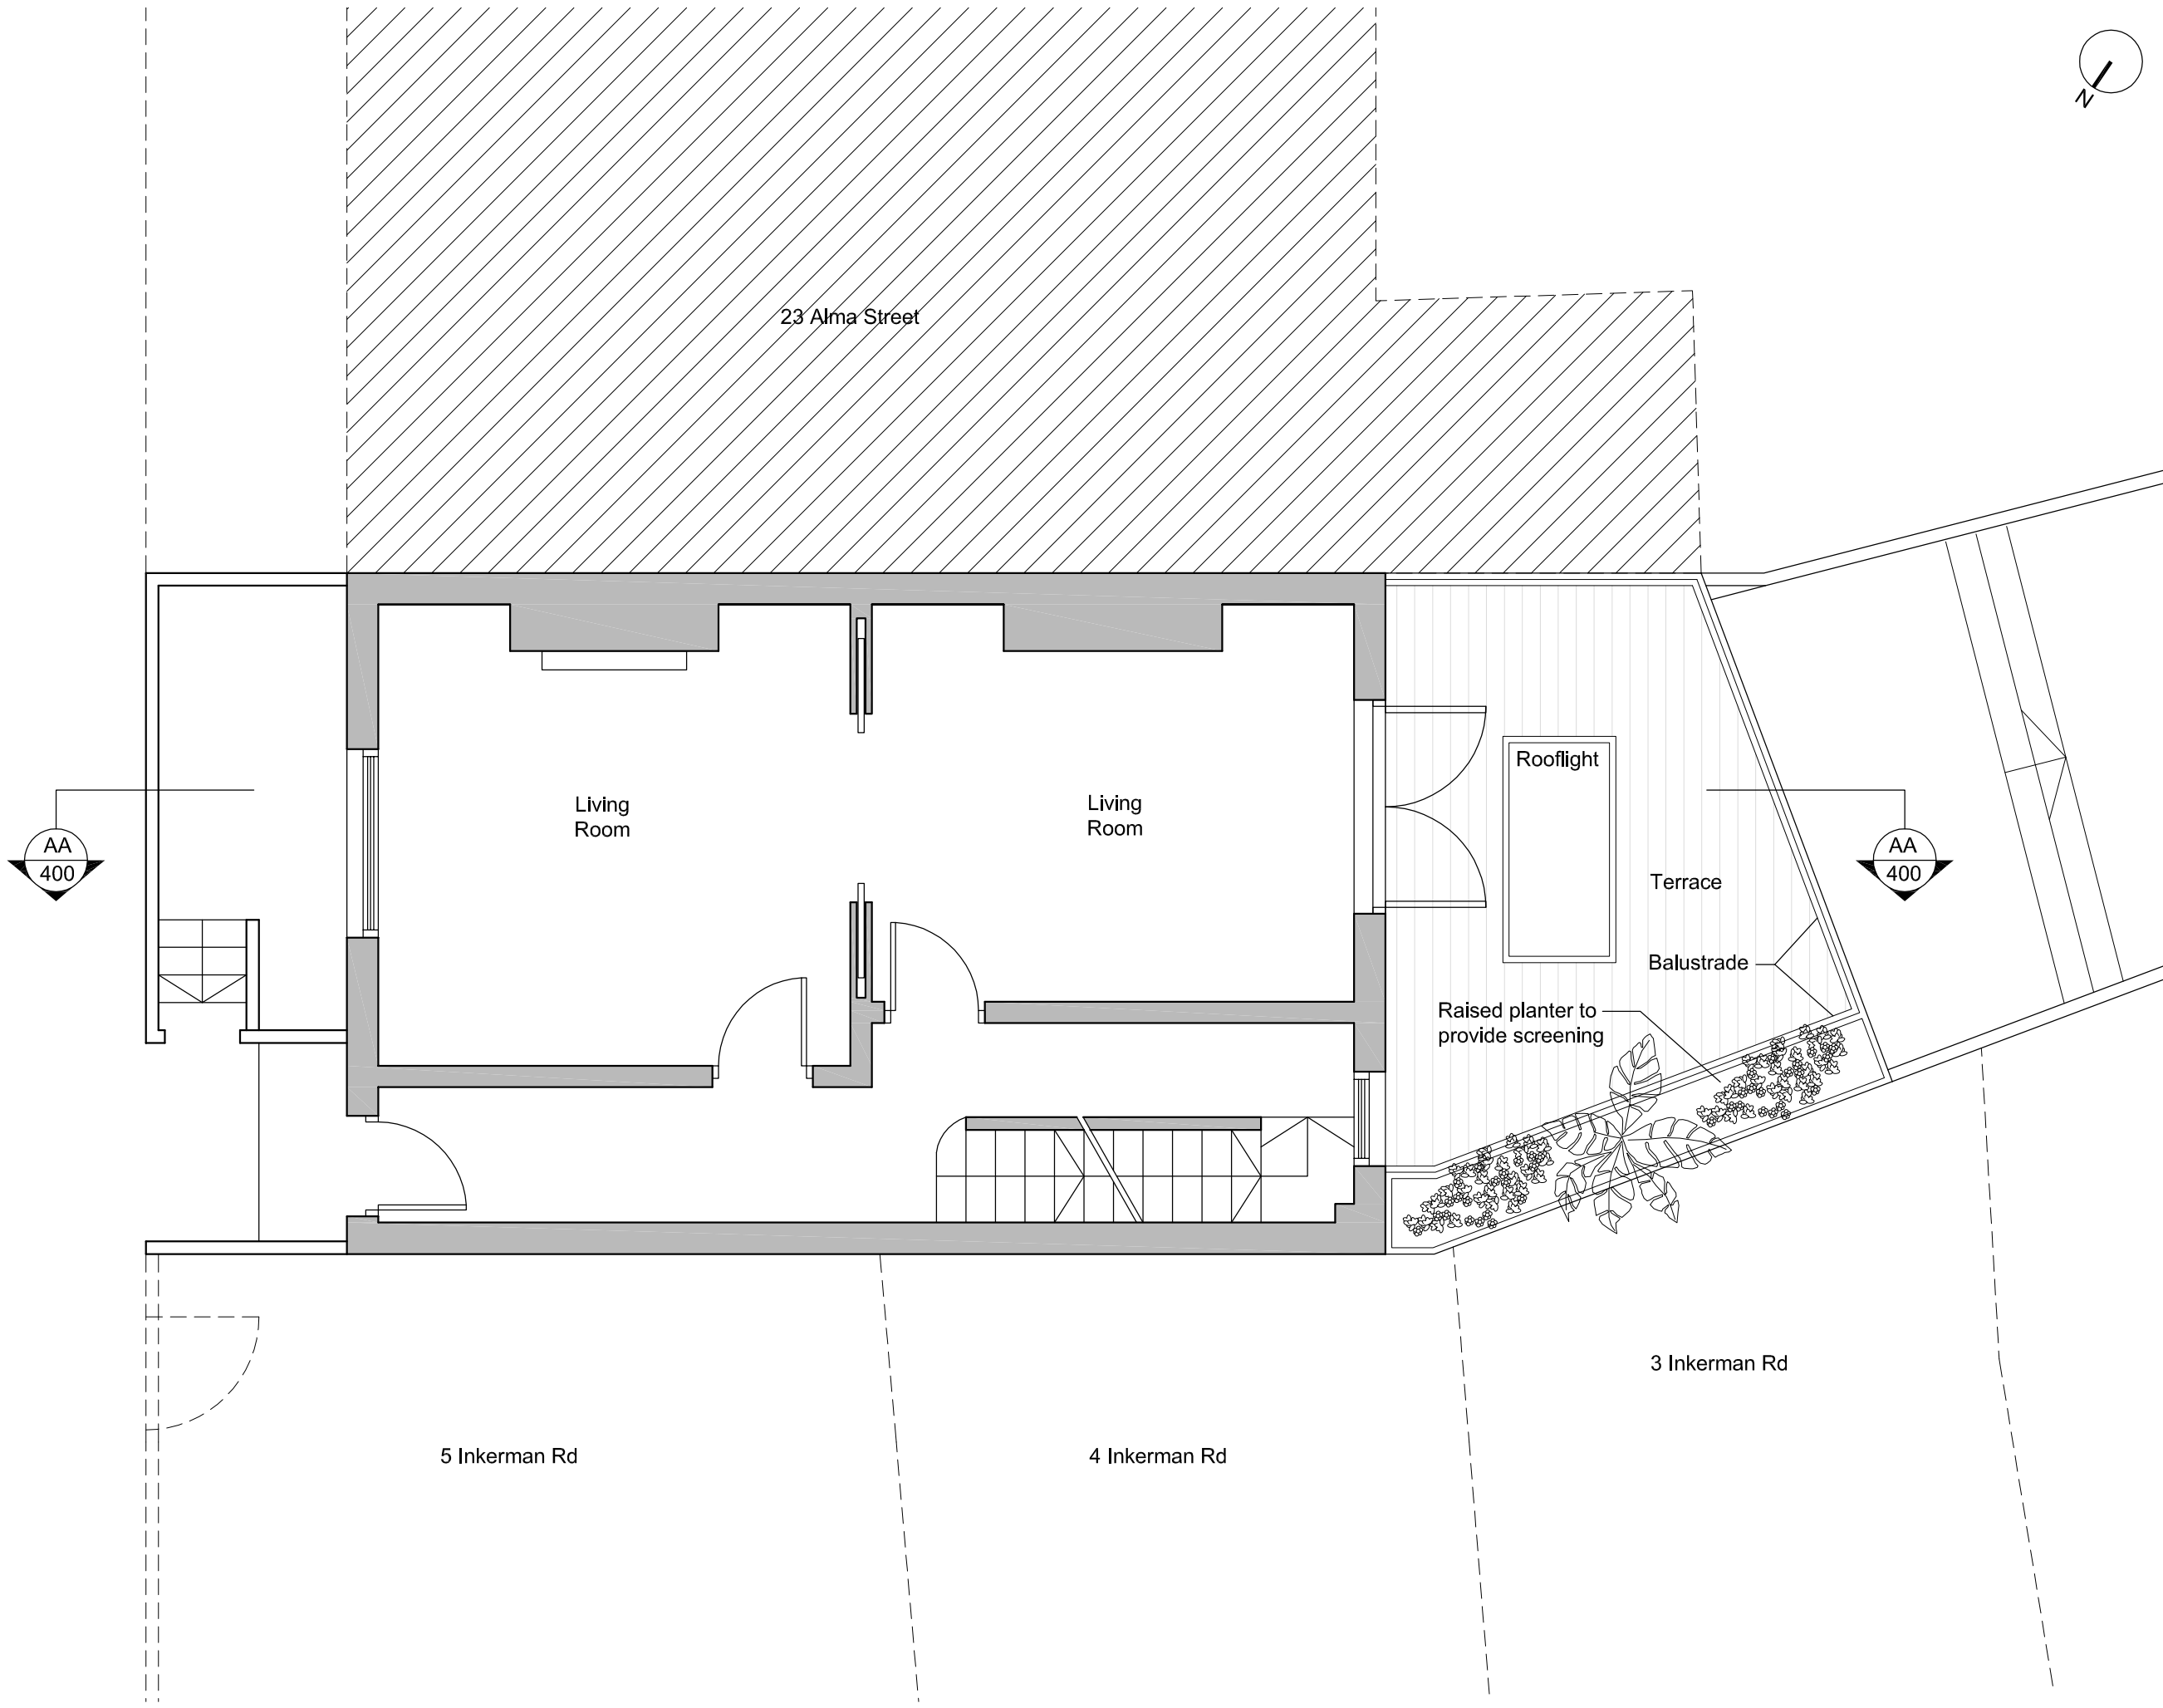 N
23 Alma Street
Rooflight
Living
Room
Living
Room
AA
400
AA
400
Terrace
Balustrade
Raised planter to
provide screening
3 Inkerman Rd
5 Inkerman Rd
4 Inkerman Rd